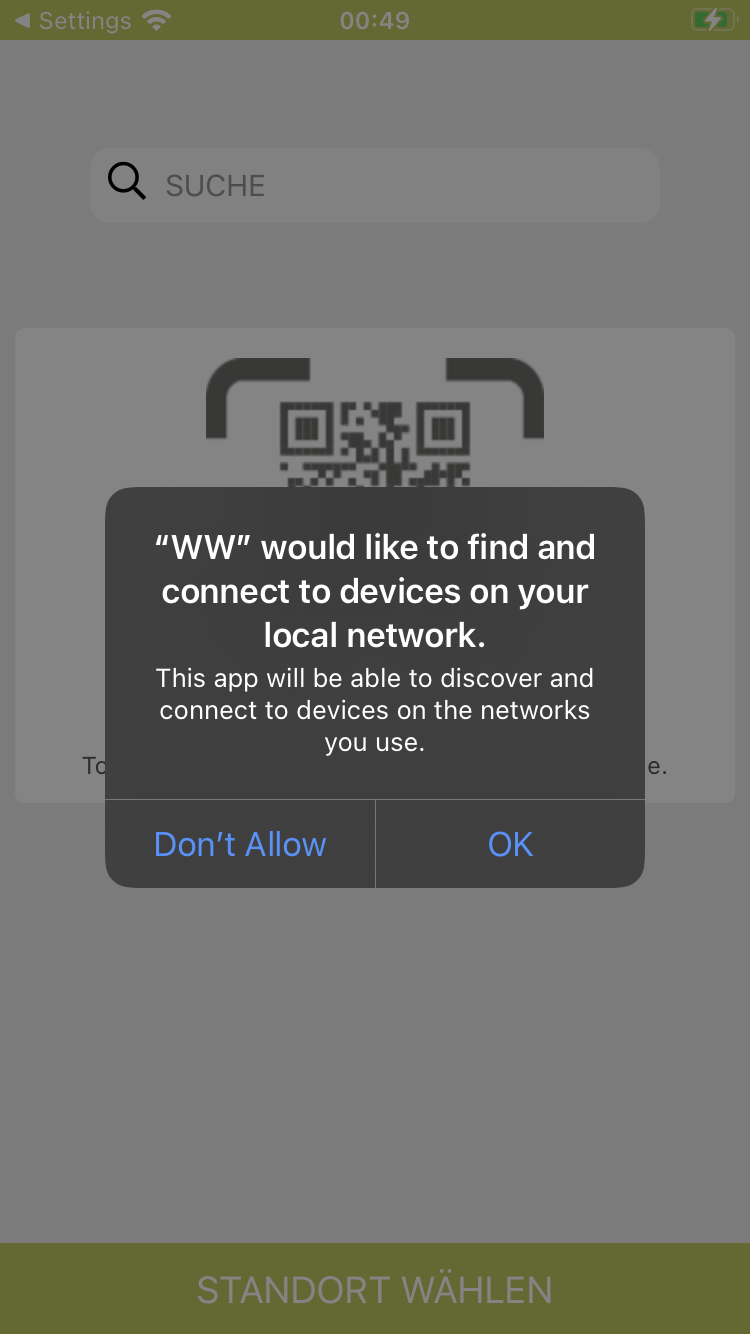 Settings
00:49
SUCHE
“WW” would like to find and
connect to devices on your
local network.
This app will be able to discover and
connect to devices on the networks
you use.
Don’t Allow
OK
STANDORT WÄHLEN